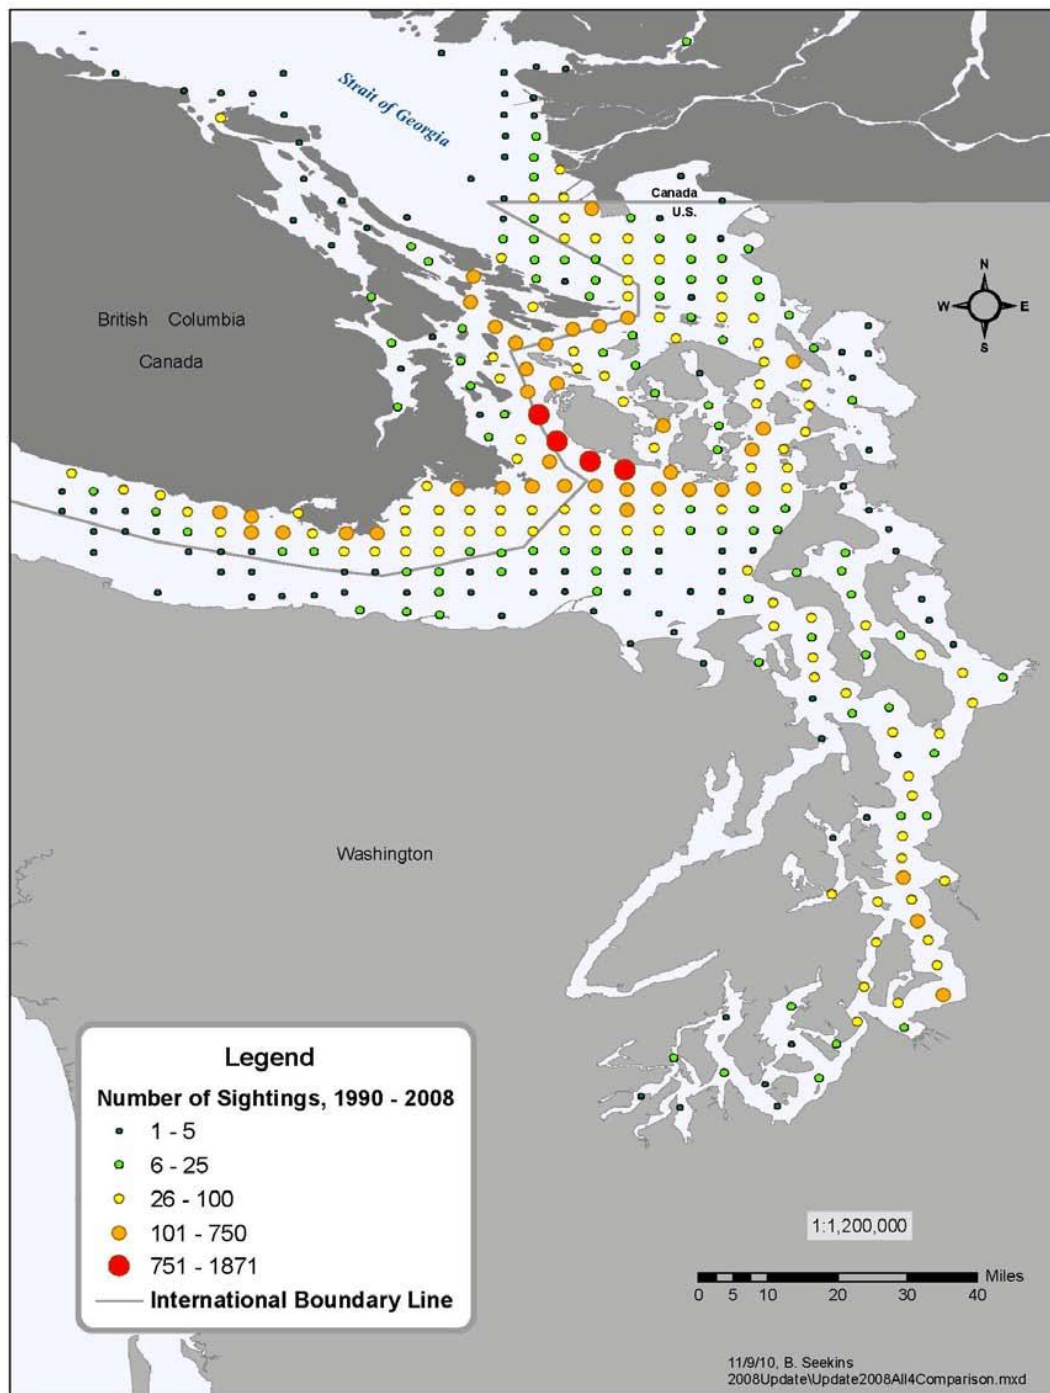 Strait of Georgia
Canada
U.S.
N
W E
S
British Columbia
Canada
Washington
Legend
Number of Sightings, 1990 - 2008
1 - 5
6 - 25
26 - 100
101 - 750
751 - 1871
International Boundary Line
1:1,200,000
Miles
0 5 10 20 30 40
11/9/10, B. Seekins
2008Update\Update2008All4Comparison.mxd